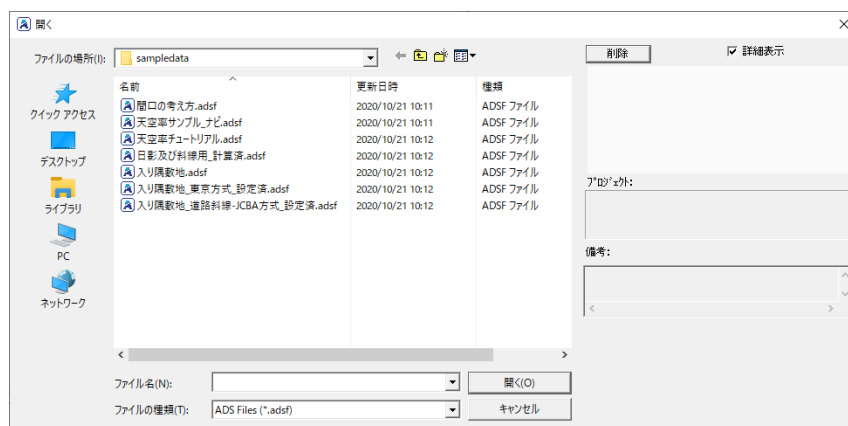 開く
ファイルの場所(I):
sampledata
削除
詳細表示
名前
更新日時
種類
間口の考え方.adsf
2020/10/21 10:11
ADSF ファイル
天空率サンプル_ナビ.adsf
2020/10/21 10:11
ADSF ファイル
天空率チュートリアル.adsf
2020/10/21 10:12
ADSF ファイル
日影及び斜線用_計算済.adsf
2020/10/21 10:12
ADSF ファイル
入り隅敷地.adsf
2020/10/21 10:12
ADSF ファイル
入り隅敷地_東京方式_設定済.adsf
2020/10/21 10:12
ADSF ファイル
入り隅敷地_道路斜線-JCBA方式_設定済.adsf
2020/10/21 10:12
ADSF ファイル
クイック アクセス
デスクトップ
ライブラリ
PC
ネットワーク
ファイル名(N):
開く(O)
ファイルの種類(T):
ADS Files (*.adsf)
キャンセル
ﾌﾟﾛｼﾞｪｸﾄ:
備考: